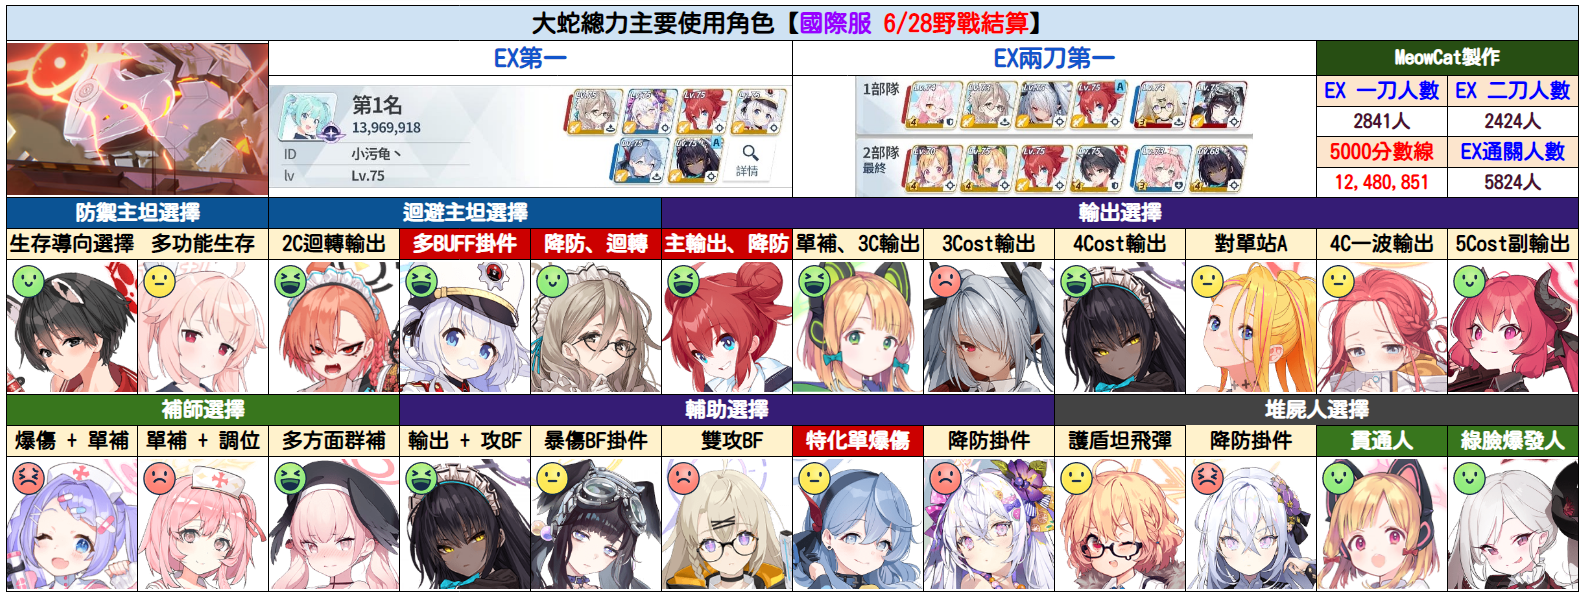 大蛇總力主要使用角色【國際服 6/28野戰結算】
EX第一
EX兩刀第一
MeowCat製作
第1名
13,969,918
ID 小污龟丶
lv Lv.75
詳情
1部隊
2部隊
最終
EX 一刀人數 EX 二刀人數
2841人 2424人
5000分數線 EX通關人數
12,480,851 5824人
防禦主坦選擇 迴避主坦選擇 輸出選擇
生存導向選擇 多功能生存 2C迴轉輸出 多BUFF掛件 降防、迴轉 主輸出、降防 單補、3C輸出 3Cost輸出 4Cost輸出 對單站A 4C一波輸出 5Cost副輸出
補師選擇 輔助選擇 堆屍人選擇
爆傷 + 單補 單補 + 調位 多方面群補 輸出 + 攻BF 暴傷BF掛件 雙攻BF 特化單爆傷 降防掛件 護盾坦飛彈 降防掛件 貫通人 綠臉爆發人